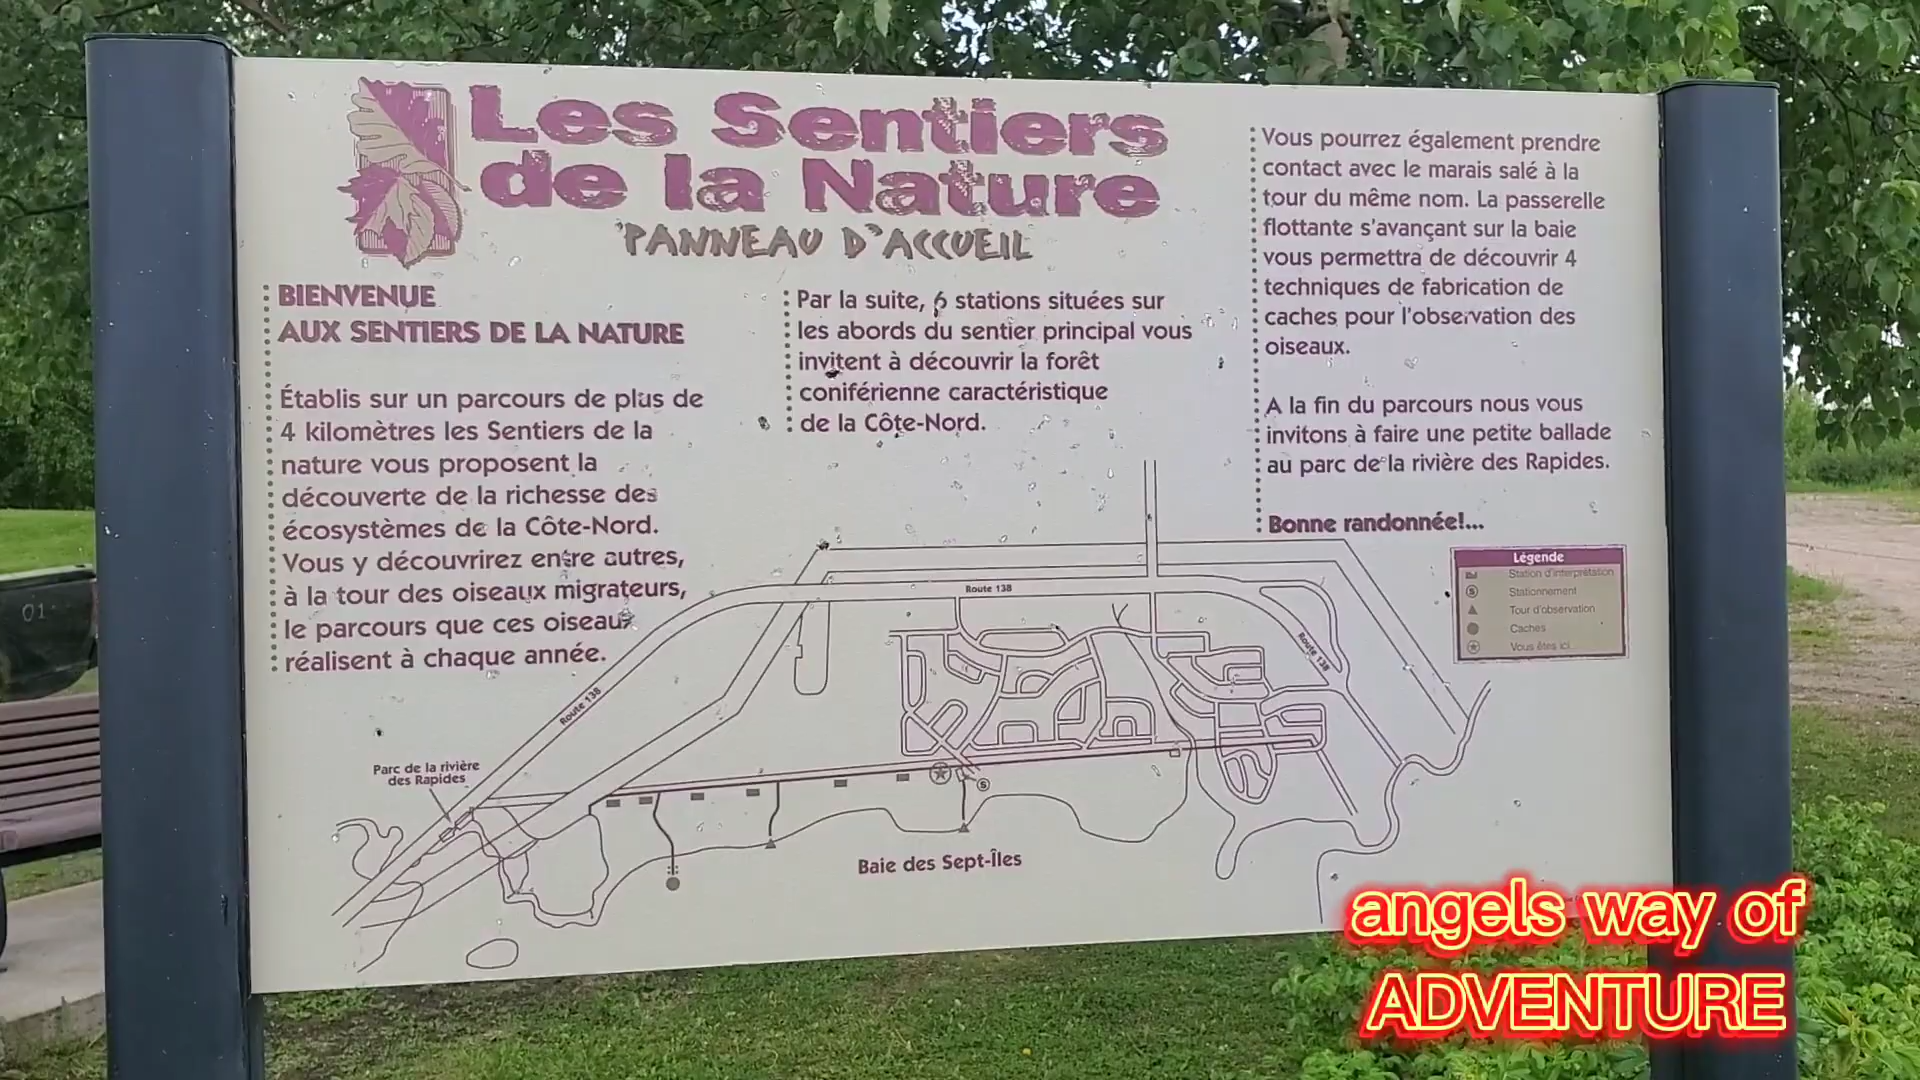 Les Sentiers
de la Nature
PANNEAU D'ACCUEIL
BIENVENUE
AUX SENTIERS DE LA NATURE
Établis sur un parcours de plus de
4 kilomètres les Sentiers de la
nature vous proposent la
découverte de la richesse des
écosystèmes de la Côte-Nord.
Vous y découvrirez entre autres,
à la tour des oiseaux migrateurs,
le parcours que ces oiseaux
réalisent à chaque année.
Par la suite, 6 stations situées sur
les abords du sentier principal vous
invitent à découvrir la forêt
coniférienne caractéristique
de la Côte-Nord.
Vous pourrez également prendre
contact avec le marais salé à la
tour du même nom. La passerelle
flottante s'avançant sur la baie
vous permettra de découvrir 4
techniques de fabrication de
caches pour l'observation des
oiseaux.
A la fin du parcours nous vous
invitons à faire une petite ballade
au parc de la rivière des Rapides.
Bonne randonnée!...
Légende
Station d'interprétation
S Stationnement
Tour d'observation
Caches
Vous êtes ici...
Route 138
Route 138
Route 138
Parc de la rivière
des Rapides
S
Baie des Sept-Îles
01
angels way of
ADVENTURE